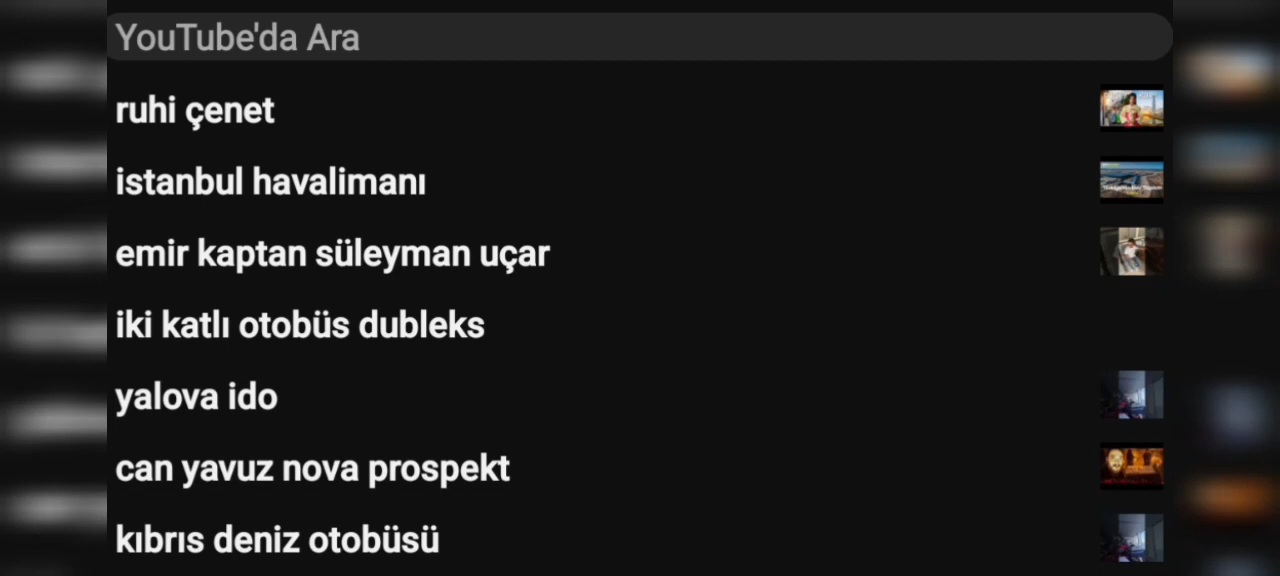 YouTube'da Ara
ruhi çenet
istanbul havalimanı
emir kaptan süleyman uçar
iki katlı otobüs dubleks
yalova ido
can yavuz nova prospekt
kıbrıs deniz otobüsü